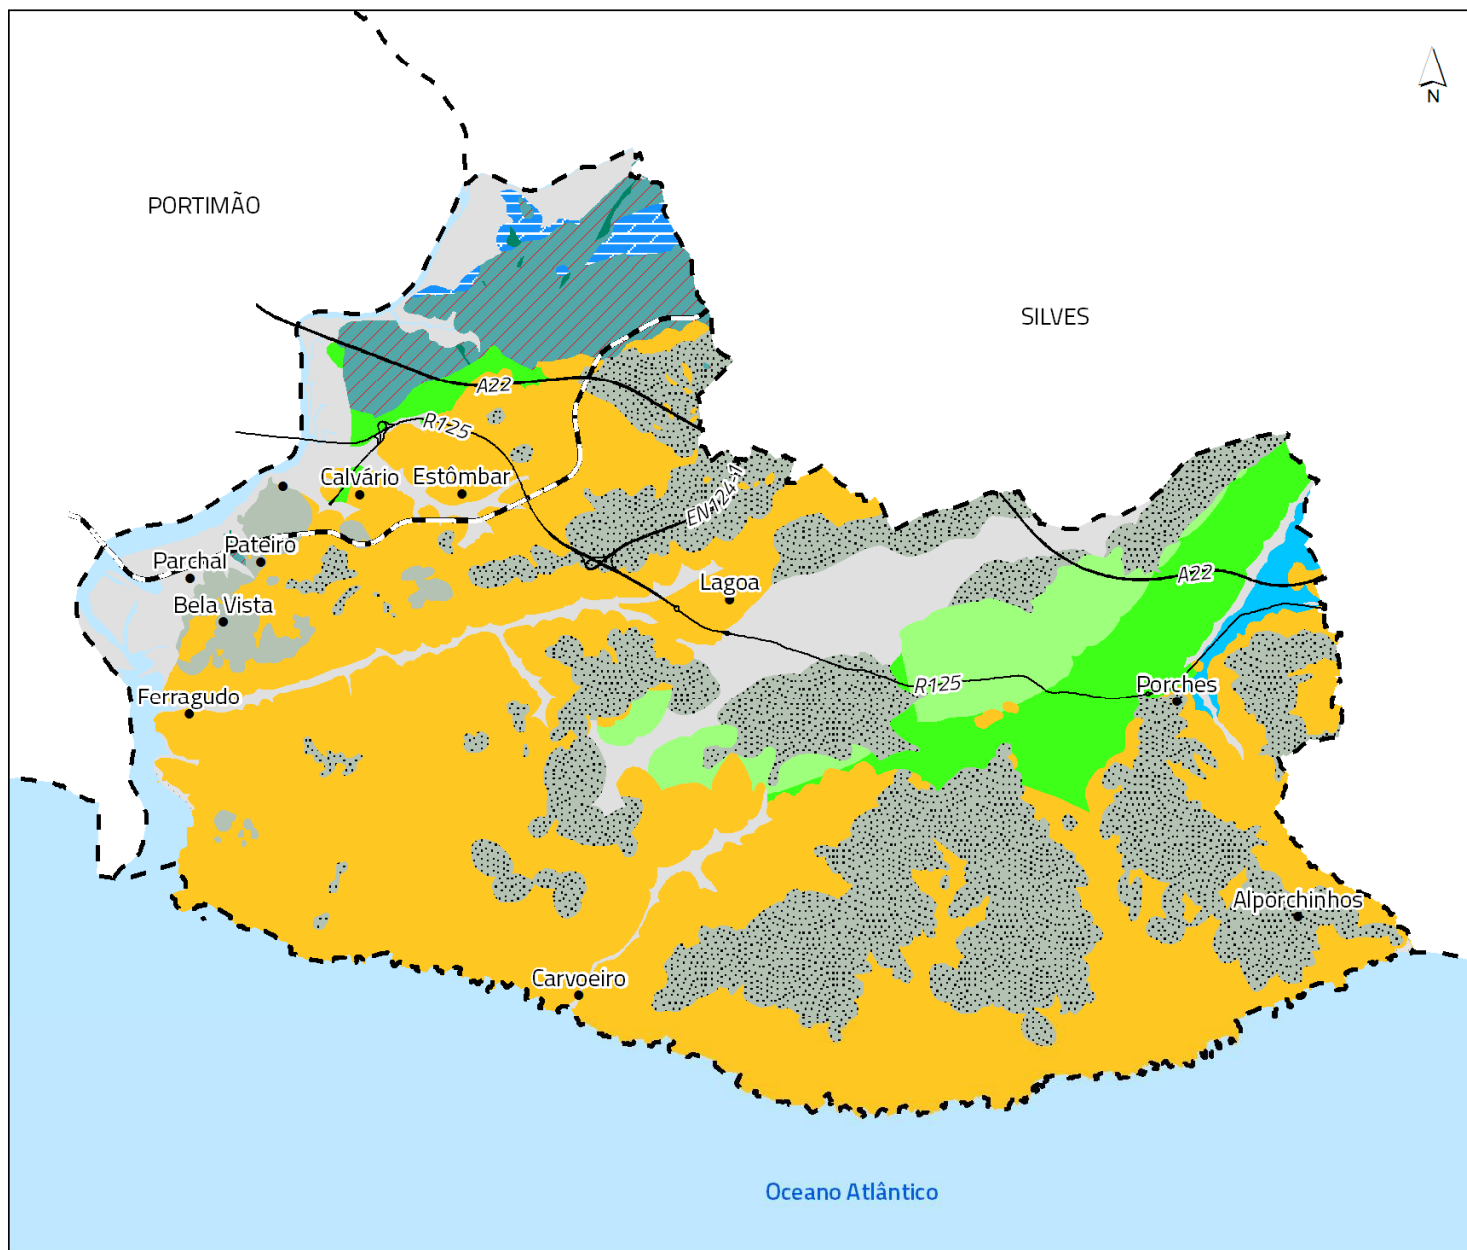 N
PORTIMÃO
SILVES
A22
R125
Calvário
Estômbar
EN124-1
Pateiro
Parchal
A22
Lagoa
Bela Vista
R125
Porches
Ferragudo
Alporchinhos
Carvoeiro
Oceano Atlântico